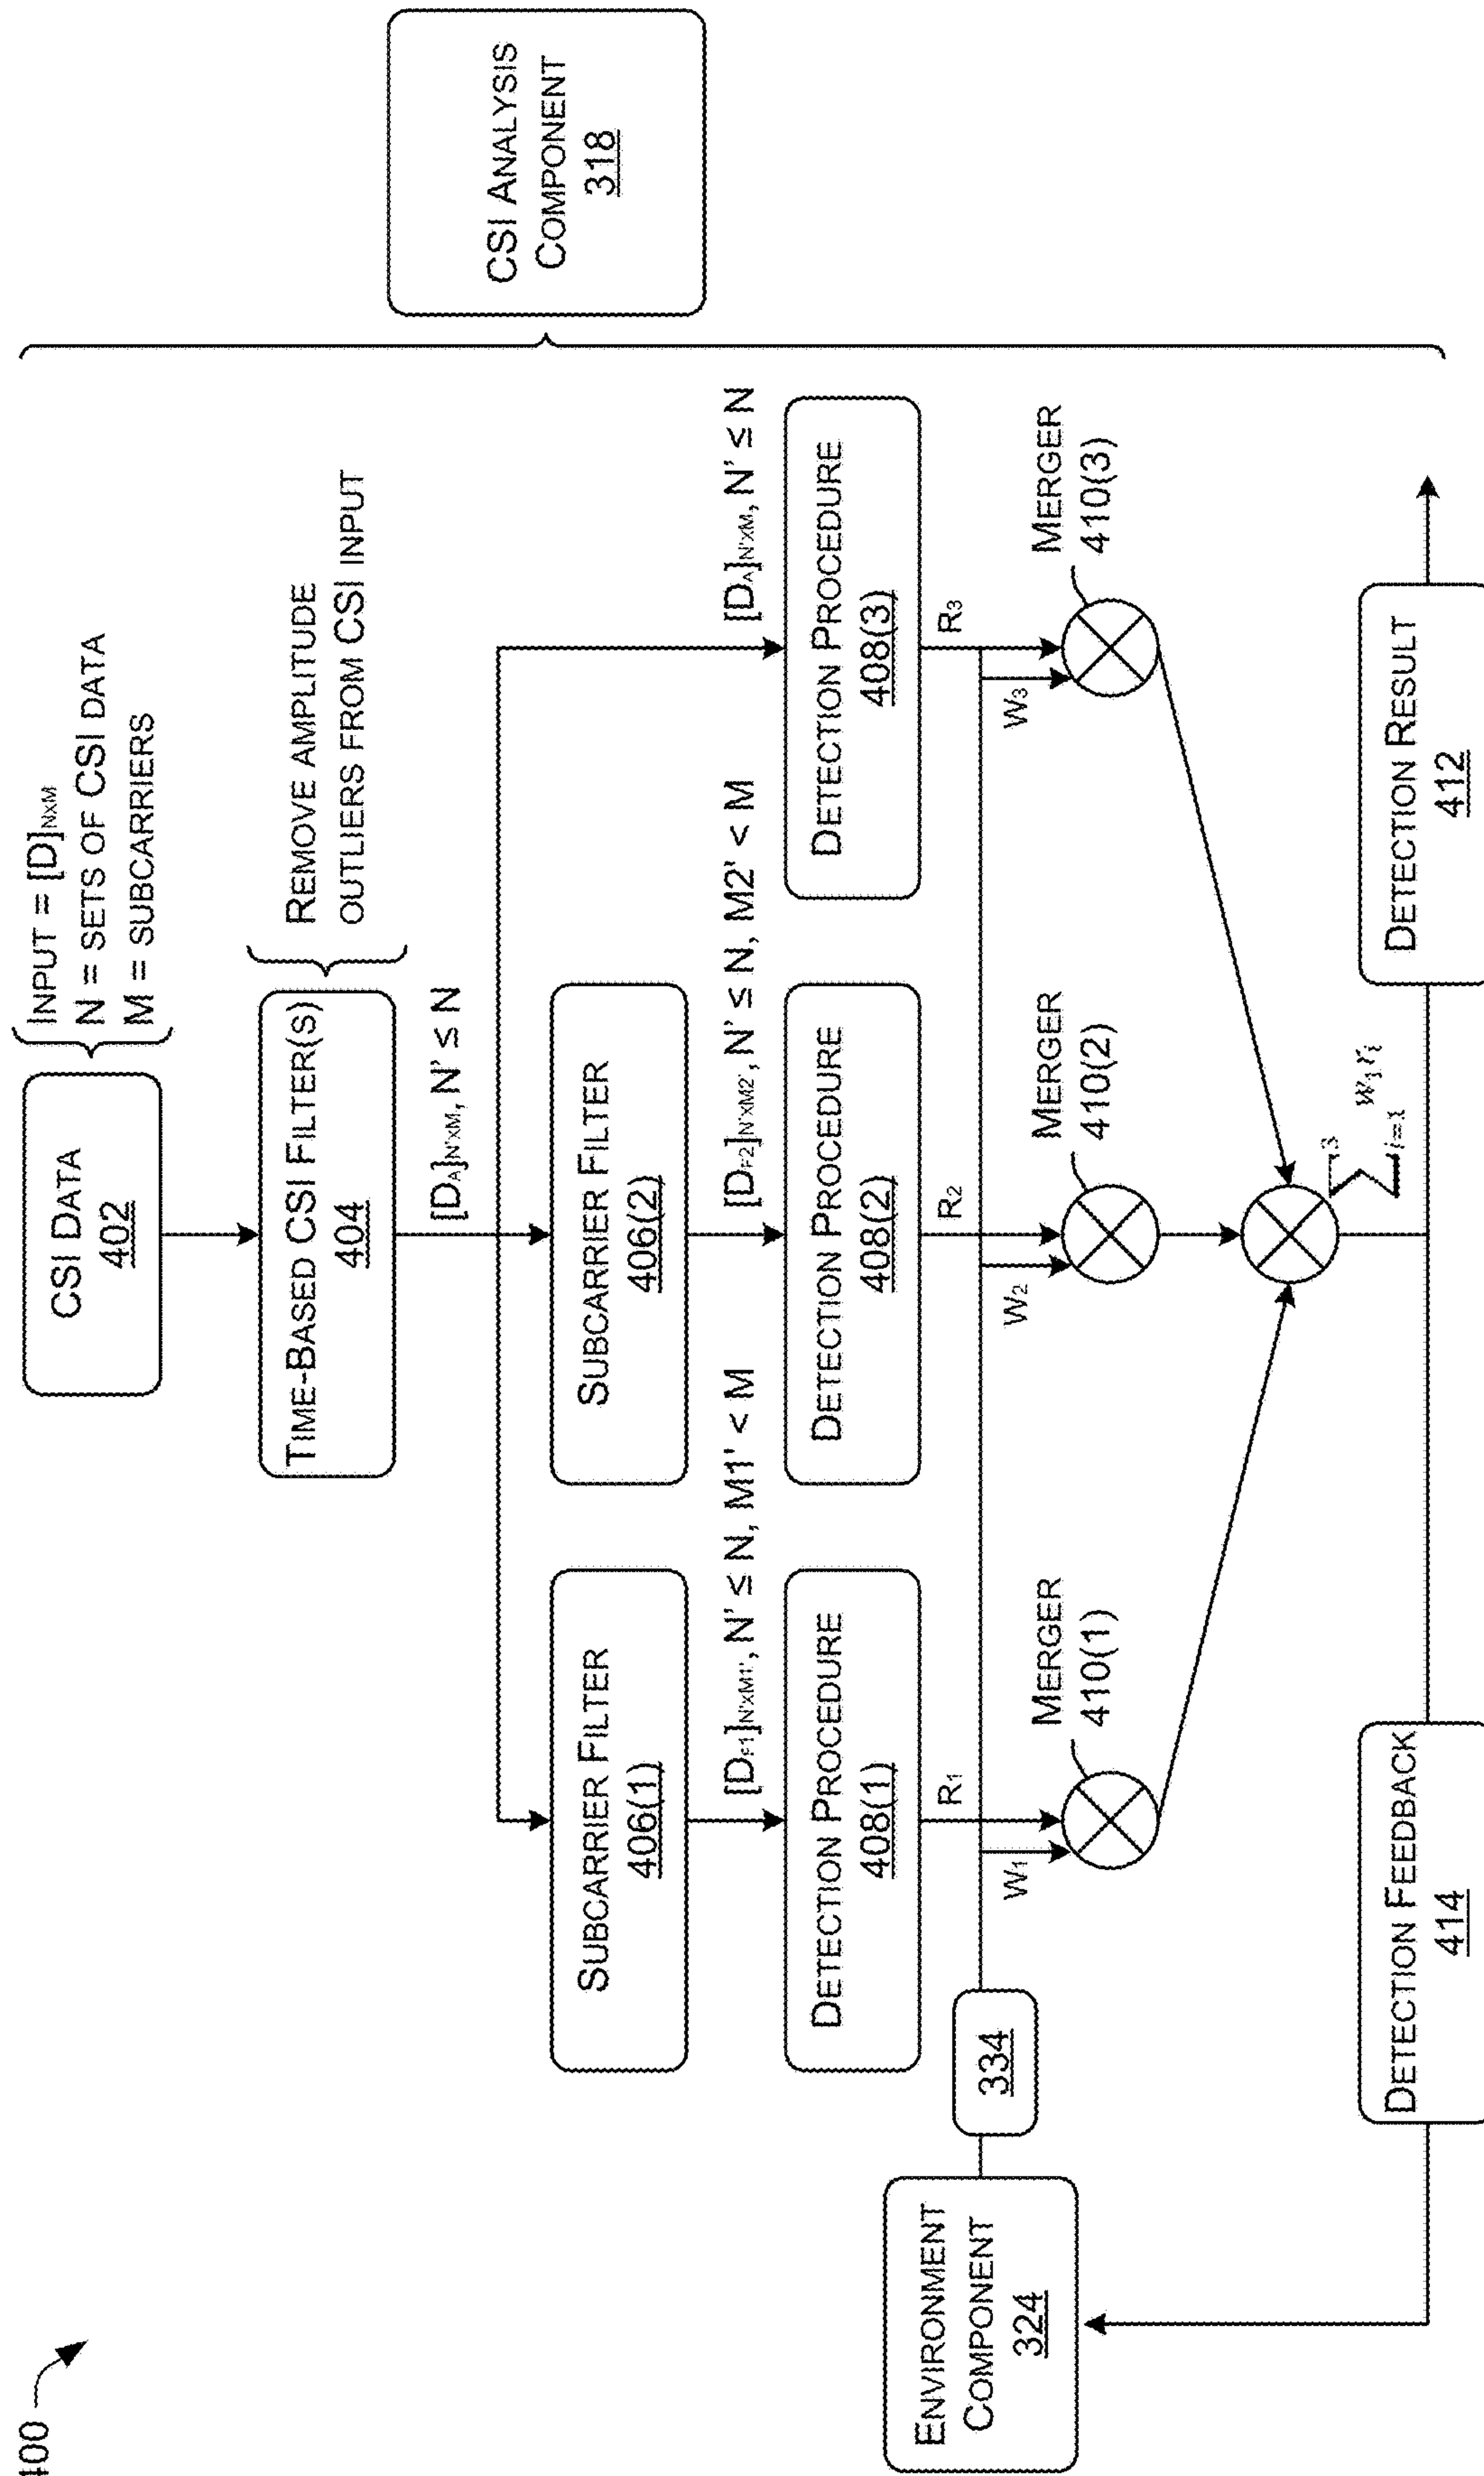 400
INPUT = [D]NxM
N = SETS OF CSI DATA
M = SUBCARRIERS
CSI DATA
402
TIME-BASED CSI FILTER(S)
404
REMOVE AMPLITUDE
OUTLIERS FROM CSI INPUT
[DA]N'xM, N' ≤ N
SUBCARRIER FILTER
406(1)
SUBCARRIER FILTER
406(2)
[DF1]N'xM1', N' ≤ N, M1' < M
[DF2]N'xM2', N' ≤ N, M2' < M
[DA]N'xM, N' ≤ N
DETECTION PROCEDURE
408(1)
DETECTION PROCEDURE
408(2)
DETECTION PROCEDURE
408(3)
CSI ANALYSIS
COMPONENT
318
ENVIRONMENT
COMPONENT
324
334
R1
R2
R3
W1
W2
W3
MERGER
410(1)
MERGER
410(2)
MERGER
410(3)
∑ 3 i=1 wiri
DETECTION FEEDBACK
414
DETECTION RESULT
412